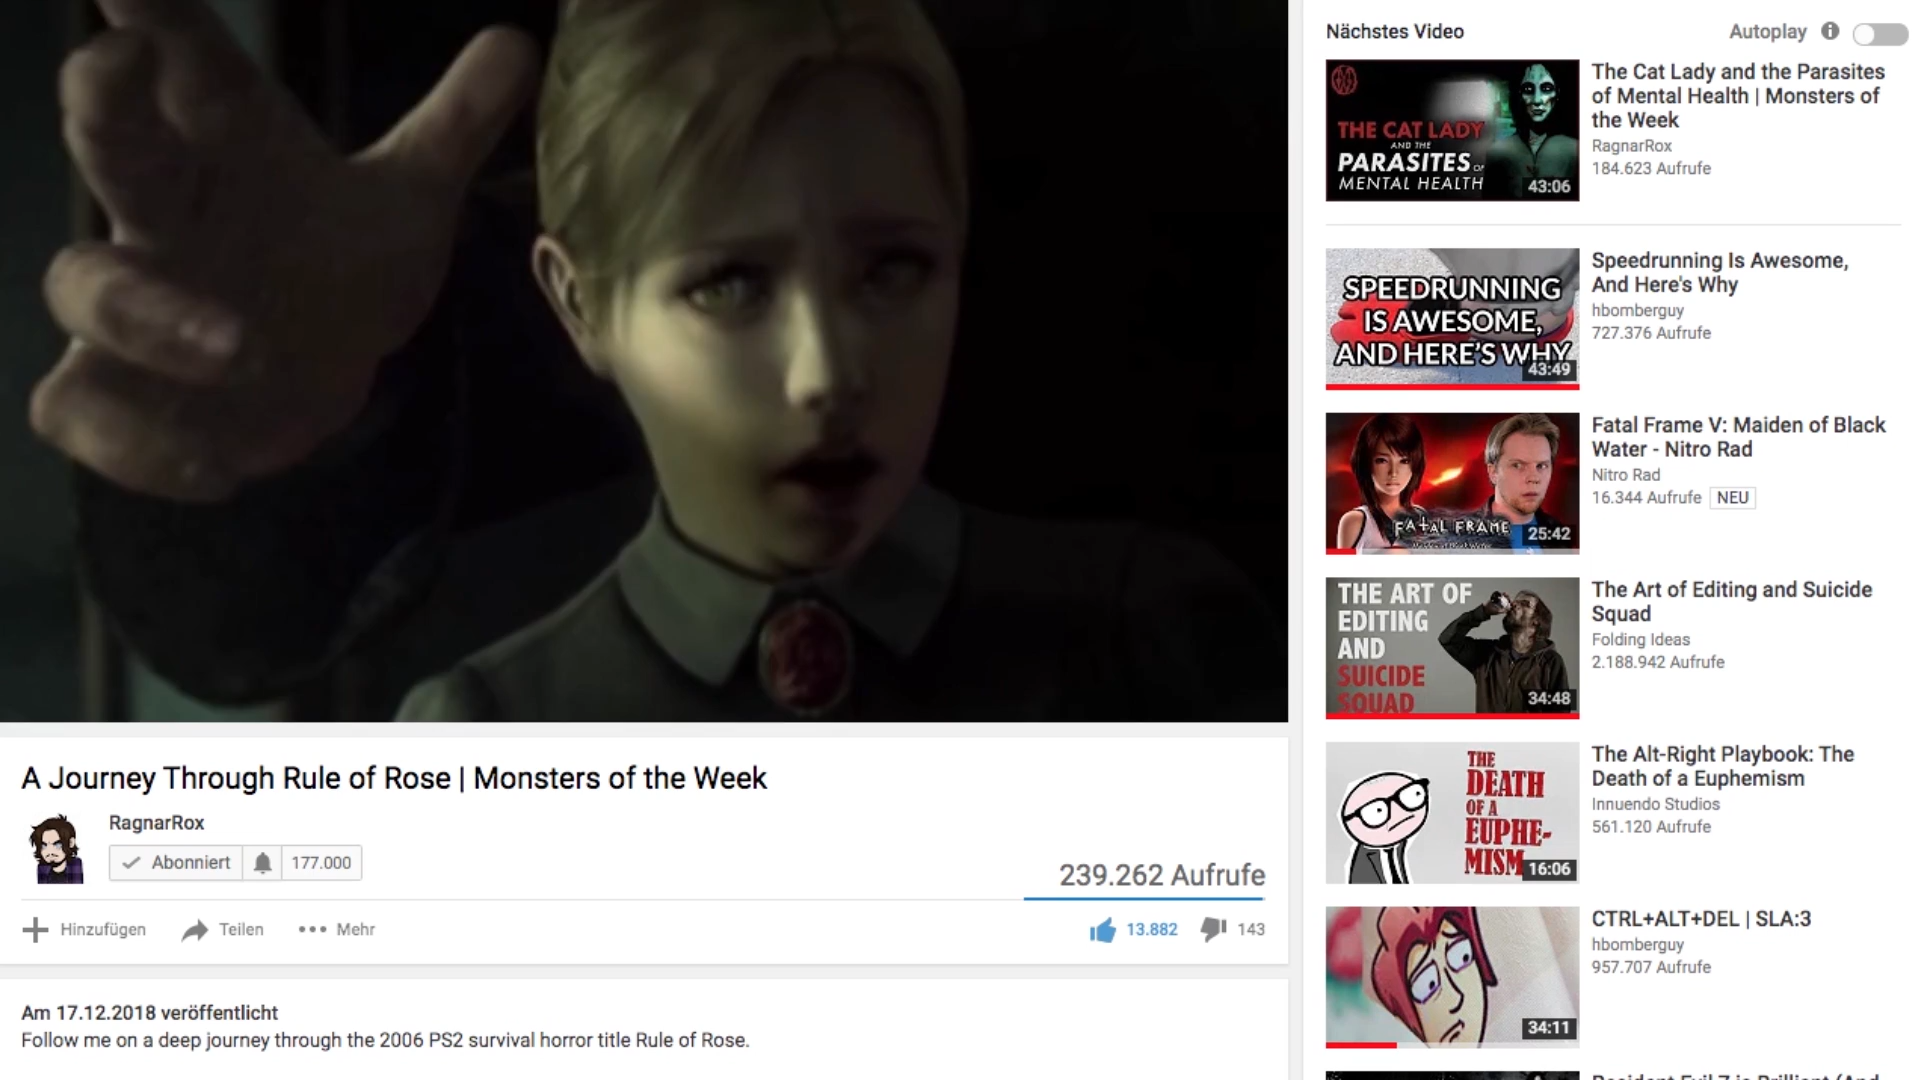 A Journey Through Rule of Rose | Monsters of the Week
RagnarRox
Abonniert 177.000
239.262 Aufrufe
Hinzufügen Teilen Mehr
13.882 143
Am 17.12.2018 veröffentlicht
Follow me on a deep journey through the 2006 PS2 survival horror title Rule of Rose.
Nächstes Video Autoplay
THE CAT LADY
AND THE
PARASITES OF
MENTAL HEALTH
43:06
The Cat Lady and the Parasites
of Mental Health | Monsters of
the Week
RagnarRox
184.623 Aufrufe
SPEEDRUNNING
IS AWESOME,
AND HERE'S WHY
43:49
Speedrunning Is Awesome,
And Here's Why
hbomberguy
727.376 Aufrufe
FATAL FRAME
25:42
Fatal Frame V: Maiden of Black
Water - Nitro Rad
Nitro Rad
16.344 Aufrufe NEU
THE ART OF
EDITING
AND
SUICIDE
SQUAD
34:48
The Art of Editing and Suicide
Squad
Folding Ideas
2.188.942 Aufrufe
THE
DEATH
OF A
EUPHE-
MISM
16:06
The Alt-Right Playbook: The
Death of a Euphemism
Innuendo Studios
561.120 Aufrufe
34:11
CTRL+ALT+DEL | SLA:3
hbomberguy
957.707 Aufrufe
Resident Evil 7 is Brilliant (And